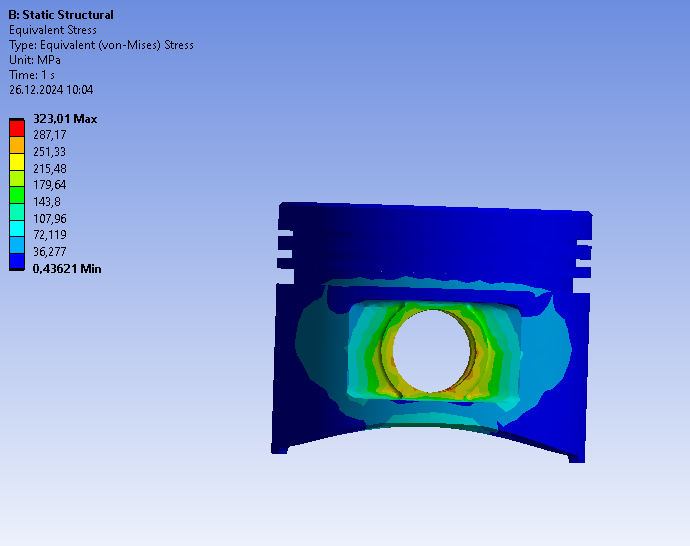 B: Static Structural
Equivalent Stress
Type: Equivalent (von-Mises) Stress
Unit: MPa
Time: 1 s
26.12.2024 10:04
323,01 Max
287,17
251,33
215,48
179,64
143,8
107,96
72,119
36,277
0,43621 Min